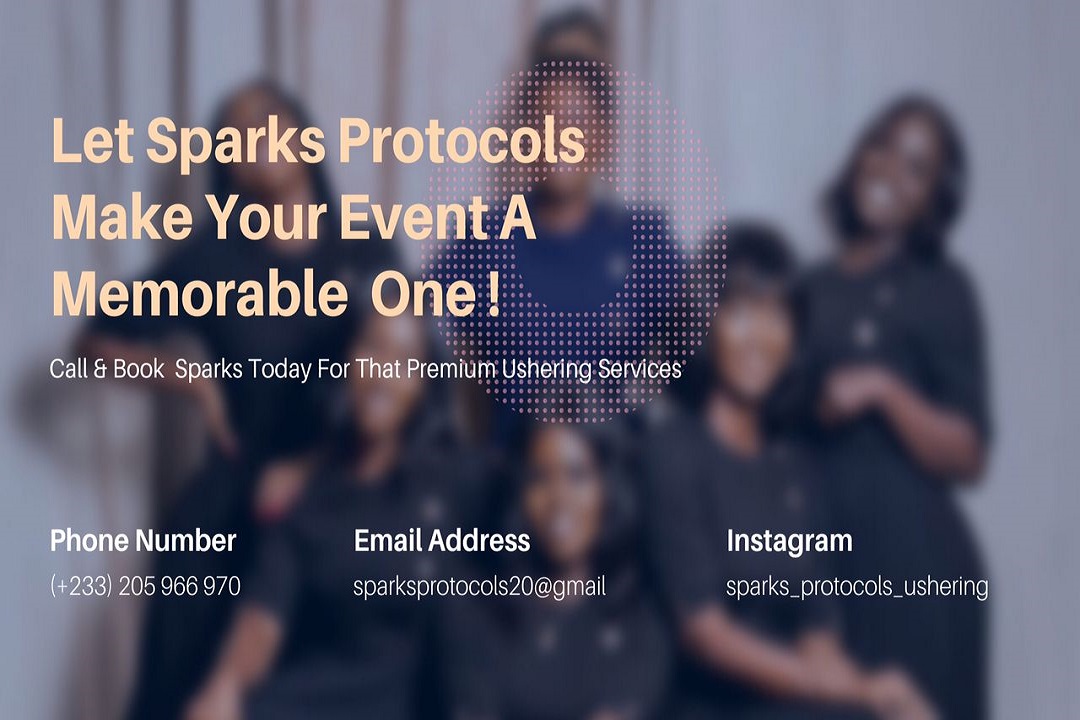 Let Sparks Protocols
Make Your Event A
Memorable One !
Call & Book Sparks Today For That Premium Ushering Services
Phone Number
(+233) 205 966 970
Email Address
sparksprotocols20@gmail
Instagram
sparks_protocols_ushering